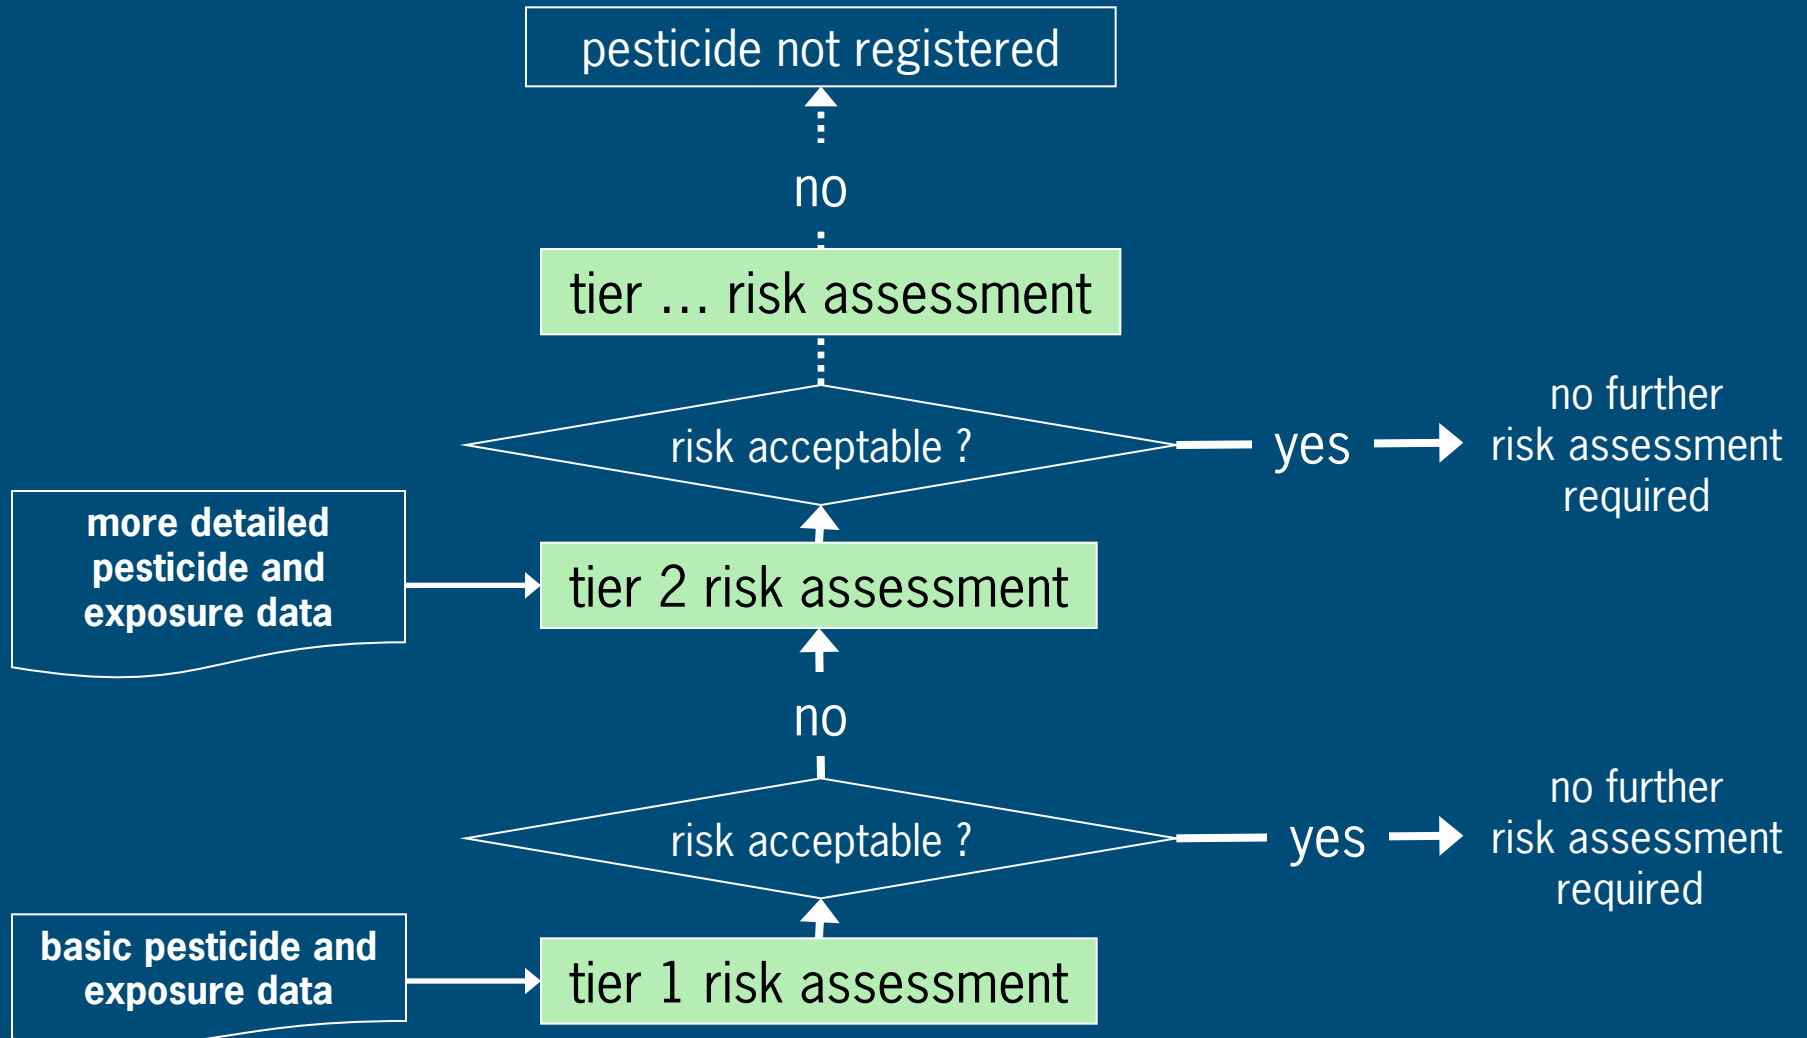 pesticide not registered
no
tier … risk assessment
risk acceptable ?
yes
no further
risk assessment
required
more detailed
pesticide and
exposure data
tier 2 risk assessment
no
risk acceptable ?
yes
no further
risk assessment
required
basic pesticide and
exposure data
tier 1 risk assessment